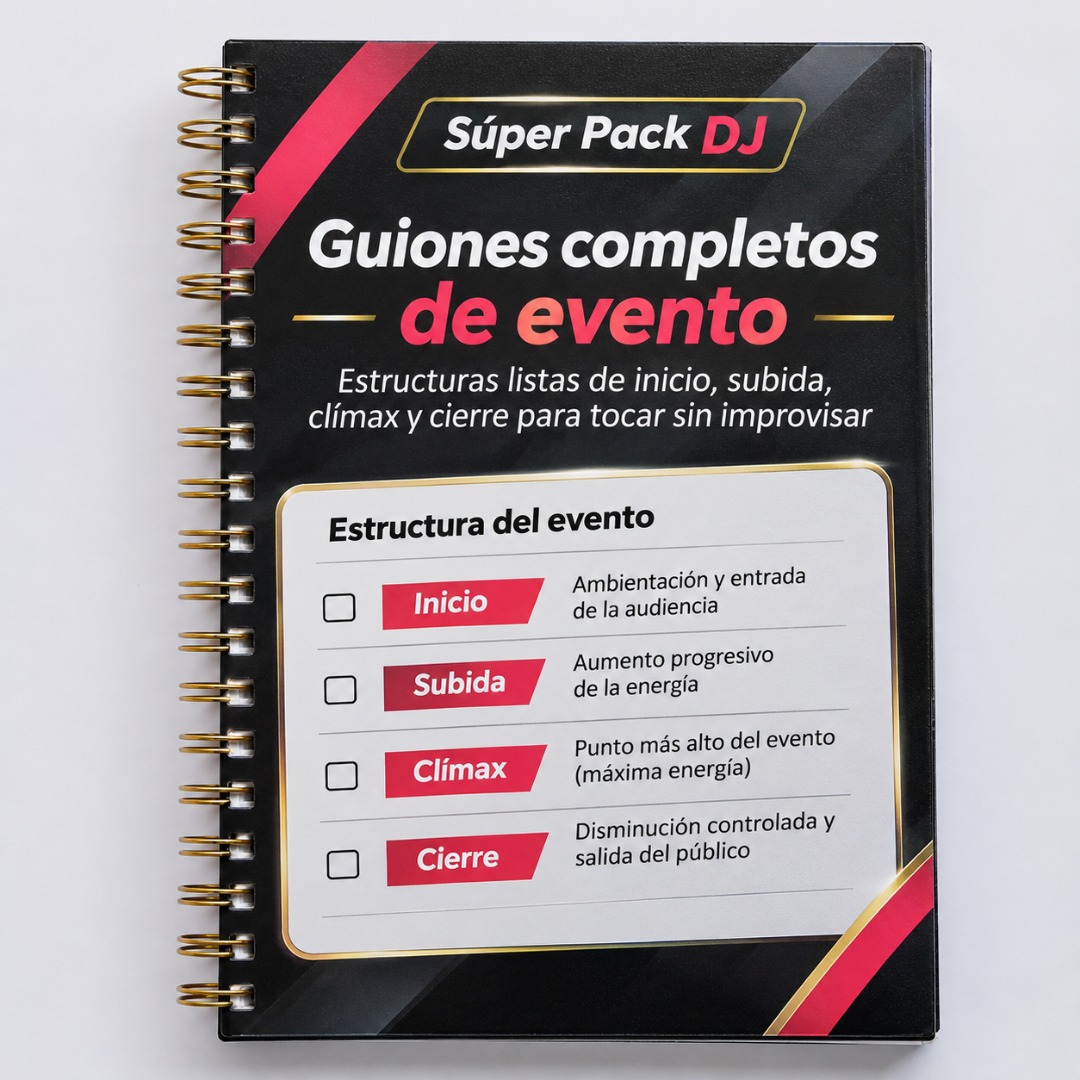 Súper Pack DJ
Guiones completos
de evento
Estructuras listas de inicio, subida,
clímax y cierre para tocar sin improvisar
Estructura del evento
Inicio
Ambientación y entrada
de la audiencia
Subida
Aumento progresivo
de la energía
Clímax
Punto más alto del evento
(máxima energía)
Cierre
Disminución controlada y
salida del público